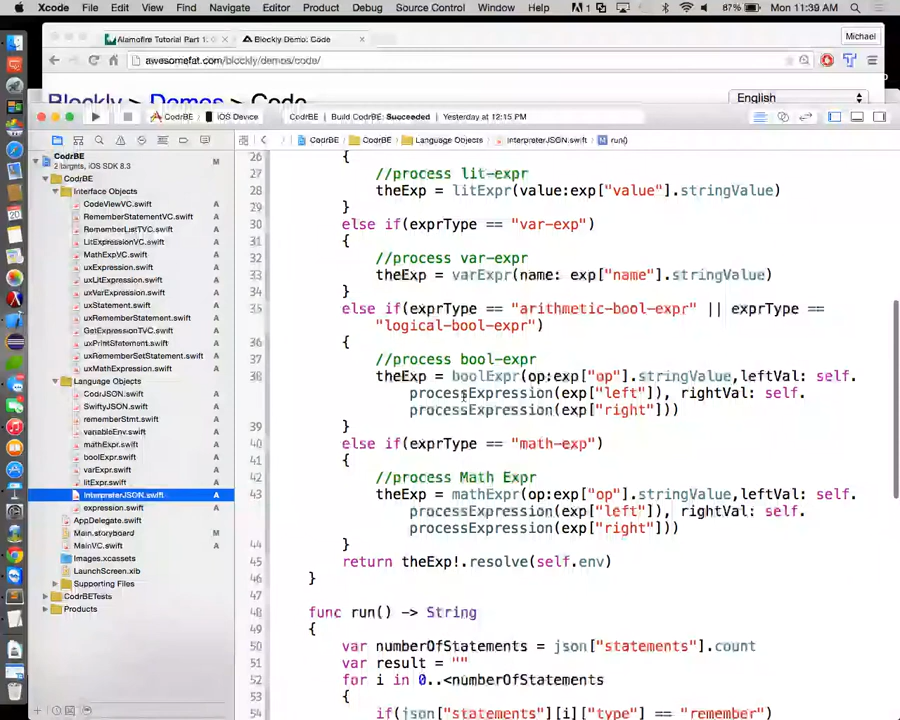 Xcode File Edit View Find Navigate Editor Product Debug Source Control Window Help 1 87% Mon 11:39 AM
Alamofire Tutorial Part 1: Blockly Demo: Code Michael
awesomefat.com/blockly/demos/code/
Blockly > Demos > Code English
CodrBE iOS Device CodrBE | Build CodrBE: Succeeded | Yesterday at 12:15 PM
CodrBE CodrBE Language Objects InterpreterJSON.swift run()
CodrBE M
2 targets, iOS SDK 8.3
CodrBE
Interface Objects
CodeViewVC.swift A
RememberStatementVC.swift A
RememberListTVC.swift A
LitExpressionVC.swift A
MathExpVC.swift A
uxExpression.swift A
uxLitExpression.swift A
uxVarExpression.swift A
uxStatement.swift A
uxRememberStatement.swift A
GetExpressionTVC.swift A
uxPrintStatement.swift A
uxRememberSetStatement.swift A
uxMathExpression.swift A
Language Objects
CodrJSON.swift A
SwiftyJSON.swift A
rememberStmt.swift A
variableEnv.swift A
mathExpr.swift A
boolExpr.swift A
varExpr.swift A
litExpr.swift A
InterpreterJSON.swift A
expression.swift A
AppDelegate.swift
Main.storyboard M
MainVC.swift A
Images.xcassets
LaunchScreen.xib
Supporting Files
CodrBETests
Products
26 {
27 //process lit-expr
28 theExp = litExpr(value:exp["value"].stringValue)
29 }
30 else if(exprType == "var-exp")
31 {
32 //process var-expr
33 theExp = varExpr(name: exp["name"].stringValue)
34 }
35 else if(exprType == "arithmetic-bool-expr" || exprType ==
"logical-bool-expr")
36 {
37 //process bool-expr
38 theExp = boolExpr(op:exp["op"].stringValue,leftVal: self.
processExpression(exp["left"]), rightVal: self.
processExpression(exp["right"]))
39 }
40 else if(exprType == "math-exp")
41 {
42 //process Math Expr
43 theExp = mathExpr(op:exp["op"].stringValue,leftVal: self.
processExpression(exp["left"]), rightVal: self.
processExpression(exp["right"]))
44 }
45 return theExp!.resolve(self.env)
46 }
47
48 func run() -> String
49 {
50 var numberOfStatements = json["statements"].count
51 var result = ""
52 for i in 0..<numberOfStatements
53 {
54 if(json["statements"][i]["type"] == "remember")